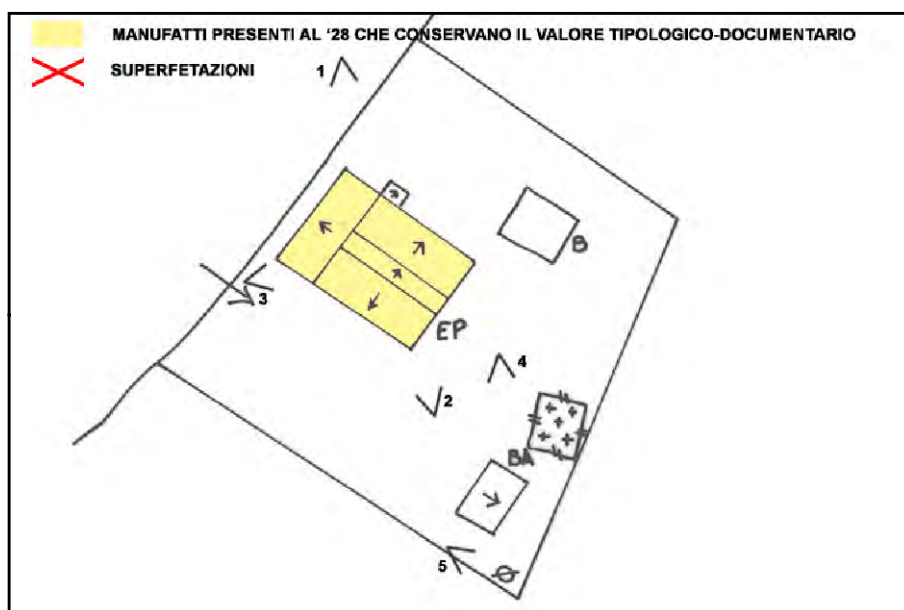 MANUFATTI PRESENTI AL '28 CHE CONSERVANO IL VALORE TIPOLOGICO-DOCUMENTARIO
SUPERFETAZIONI
1
B
3
EP
4
2
BA
5
Ø